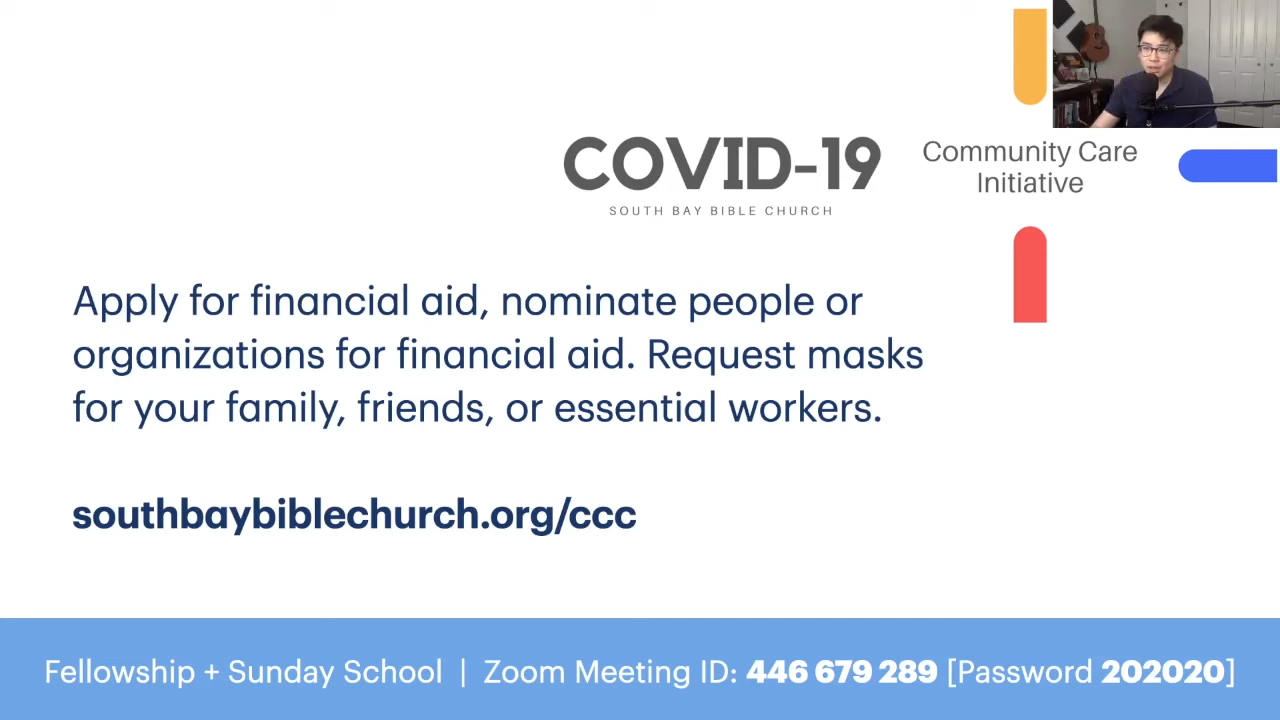 COVID-19
SOUTH BAY BIBLE CHURCH
Community Care
Initiative
Apply for financial aid, nominate people or
organizations for financial aid. Request masks
for your family, friends, or essential workers.
southbaybiblechurch.org/ccc
Fellowship + Sunday School | Zoom Meeting ID: 446 679 289 [Password 202020]